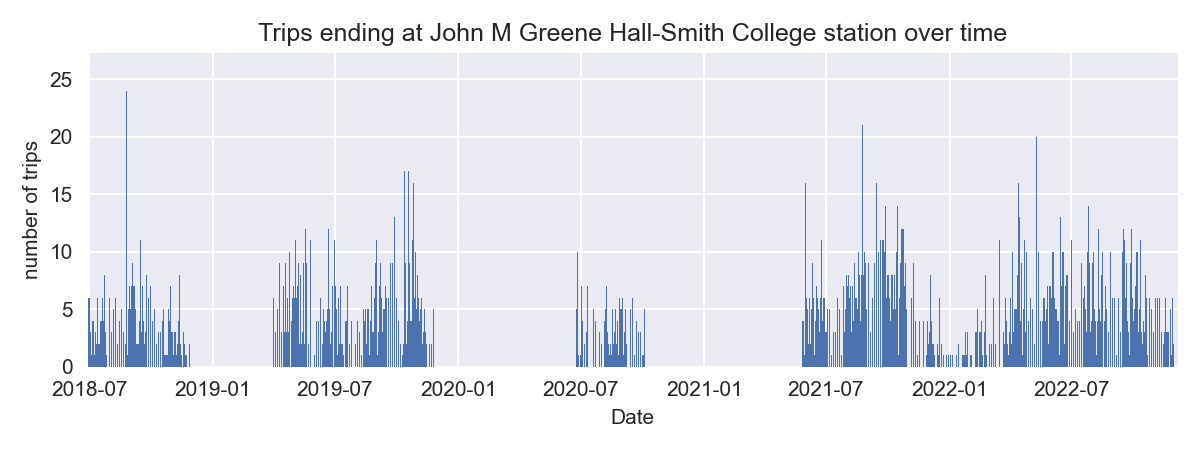 Trips ending at John M Greene Hall-Smith College station over time
number of trips
25
20
15
10
5
0
2018-07 2019-01 2019-07 2020-01 2020-07 2021-01 2021-07 2022-01 2022-07
Date